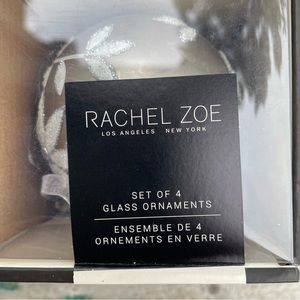 RACHEL ZOE
LOS ANGELES NEW YORK
SET OF 4
GLASS ORNAMENTS
ENSEMBLE DE 4
ORNEMENTS EN VERRE